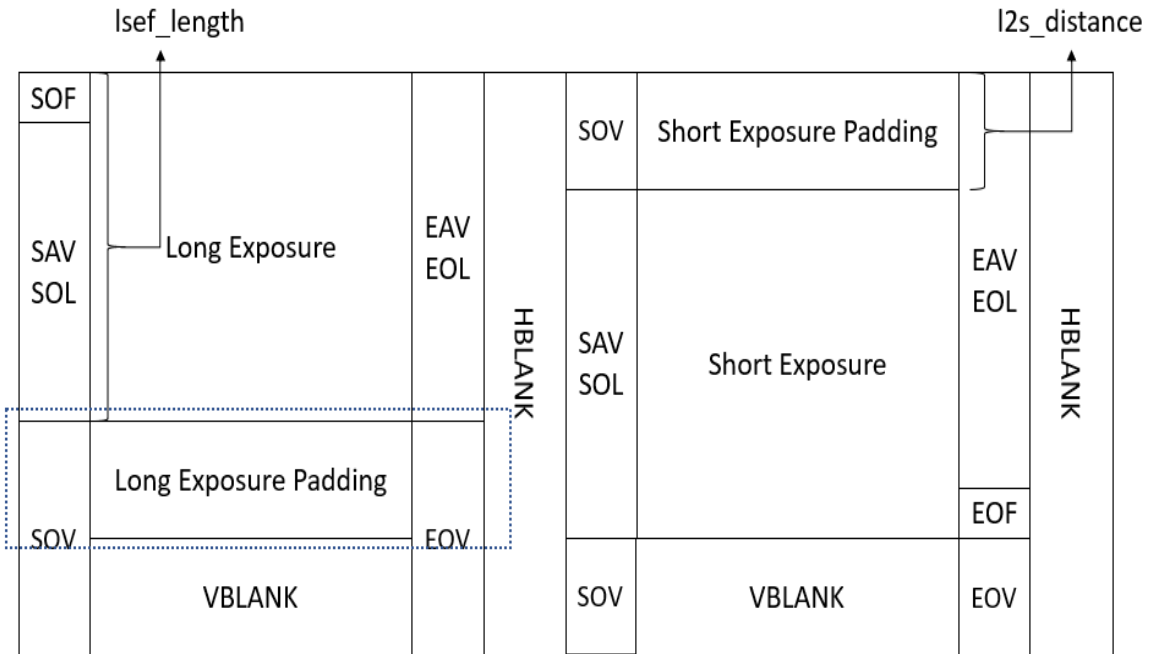 lsef_length
l2s_distance
SOF
SOV
Short Exposure Padding
SAV
SOL
Long Exposure
EAV
EOL
HBLANK
SAV
SOL
Short Exposure
EAV
EOL
HBLANK
Long Exposure Padding
SOV
EOV
EOF
VBLANK
SOV
VBLANK
EOV